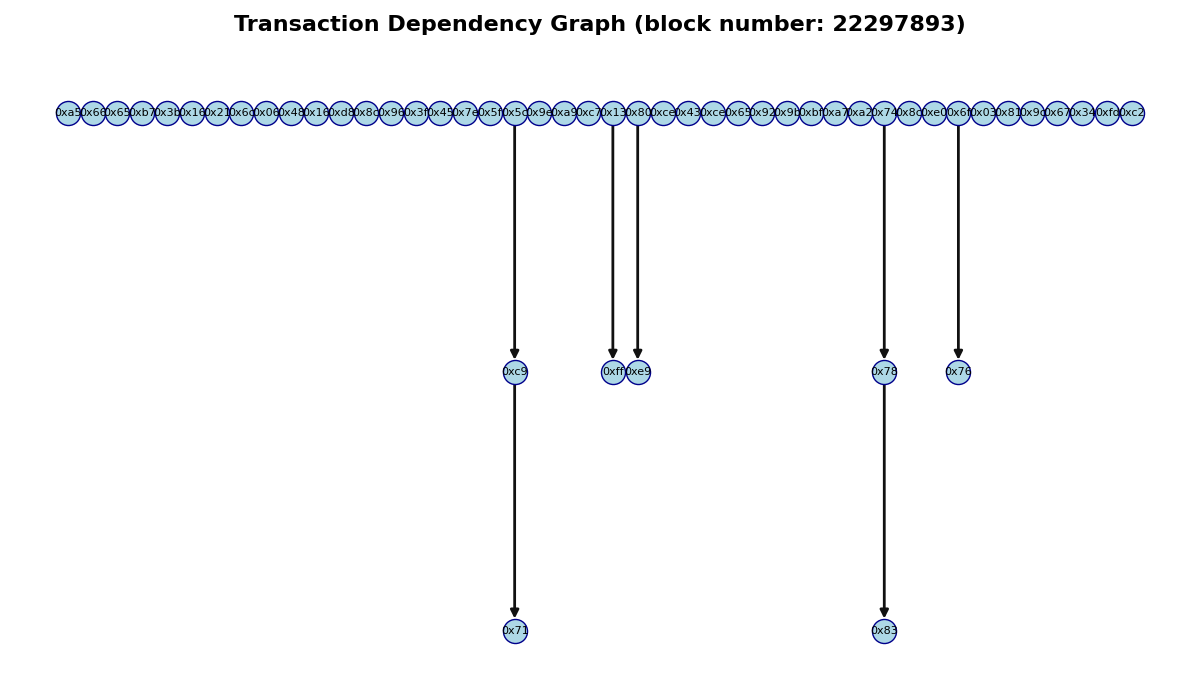 Transaction Dependency Graph (block number: 22297893)
0xa5 0x66 0x65 0xb7 0x3b 0x16 0x21 0x6c 0x06 0x48 0x16 0xd8 0x8c 0x96 0x3f 0x45 0x7e 0x5f 0x5c 0x9e 0xa9 0xc7 0x13 0x80 0xce 0x43 0xce 0x65 0x92 0x9b 0xbf 0xa7 0xa2 0x74 0x8c 0xe0 0x6f 0x03 0x81 0x9c 0x67 0x34 0xfd 0xc2
0xc9 0xff 0xe9 0x78 0x76
0x71 0x83